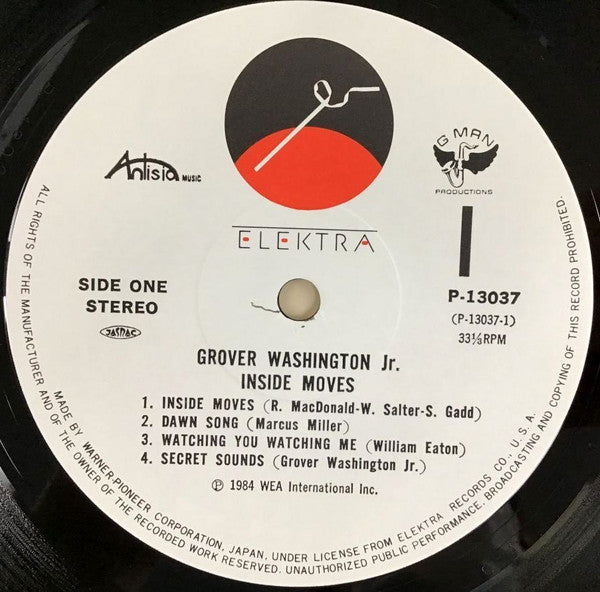 Antisia MUSIC
ELEKTRA
G MAN
PRODUCTIONS
SIDE ONE
STEREO
JASRAC
1
P-13037
(P-13037-1)
33⅓RPM
GROVER WASHINGTON Jr.
INSIDE MOVES
1. INSIDE MOVES (R. MacDonald-W. Salter-S. Gadd)
2. DAWN SONG (Marcus Miller)
3. WATCHING YOU WATCHING ME (William Eaton)
4. SECRET SOUNDS (Grover Washington Jr.)
Ⓟ 1984 WEA International Inc.
ALL RIGHTS OF THE MANUFACTURER AND OF THE OWNER OF THE RECORDED WORK RESERVED. UNAUTHORIZED PUBLIC PERFORMANCE, BROADCASTING AND COPYING OF THIS RECORD PROHIBITED.
MADE BY WARNER-PIONEER CORPORATION, JAPAN, UNDER LICENSE FROM ELEKTRA RECORDS CO., U.S.A.